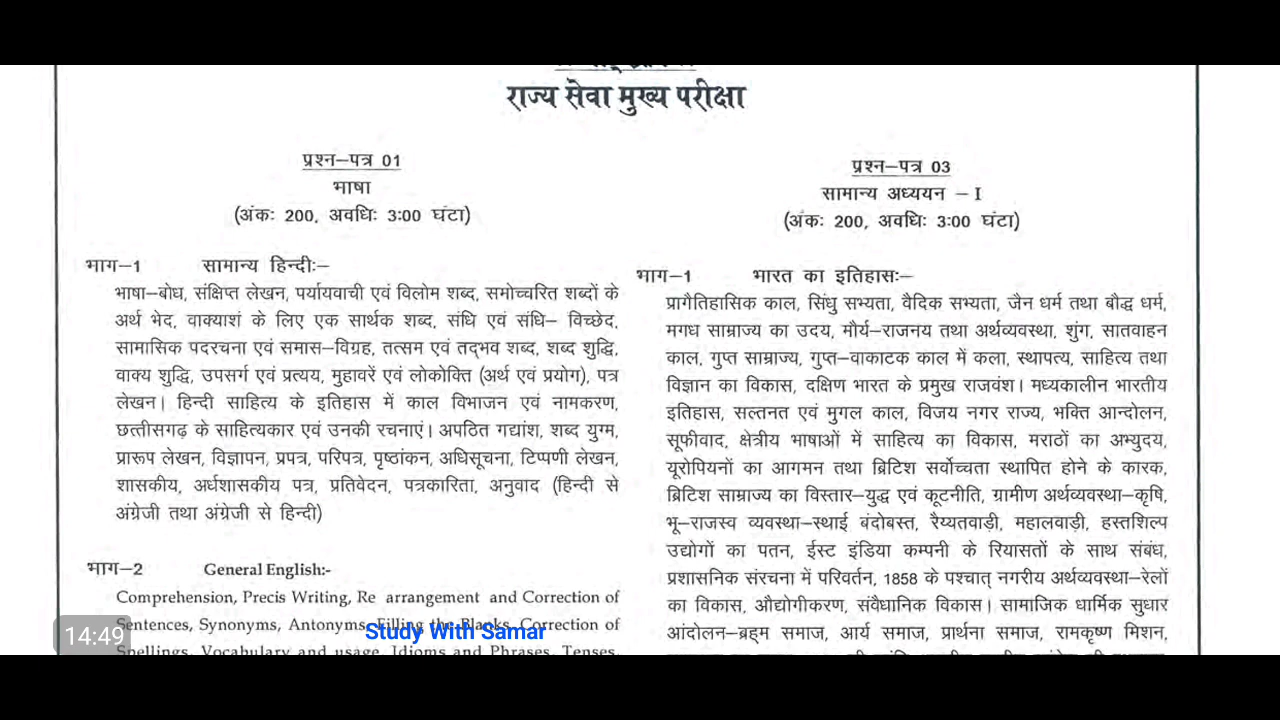 राज्य सेवा मुख्य परीक्षा
प्रश्न–पत्र 01
भाषा
(अंकः 200, अवधिः 3:00 घंटा)
भाग–1 सामान्य हिन्दीः–
भाषा–बोध, संक्षिप्त लेखन, पर्यायवाची एवं विलोम शब्द, समोच्चरित शब्दों के
अर्थ भेद, वाक्याशं के लिए एक सार्थक शब्द, संधि एवं संधि– विच्छेद,
सामासिक पदरचना एवं समास–विग्रह, तत्सम एवं तद्भव शब्द, शब्द शुद्धि,
वाक्य शुद्धि, उपसर्ग एवं प्रत्यय, मुहावरें एवं लोकोक्ति (अर्थ एवं प्रयोग), पत्र
लेखन। हिन्दी साहित्य के इतिहास में काल विभाजन एवं नामकरण,
छत्तीसगढ़ के साहित्यकार एवं उनकी रचनाएं। अपठित गद्यांश, शब्द युग्म,
प्रारूप लेखन, विज्ञापन, प्रपत्र, परिपत्र, पृष्ठांकन, अधिसूचना, टिप्पणी लेखन,
शासकीय, अर्धशासकीय पत्र, प्रतिवेदन, पत्रकारिता, अनुवाद (हिन्दी से
अंग्रेजी तथा अंग्रेजी से हिन्दी)
भाग–2 General English:-
Comprehension, Precis Writing, Re arrangement and Correction of
Sentences, Synonyms, Antonyms, Filling the Blanks, Correction of
Spellings, Vocabulary and usage, Idioms and Phrases, Tenses,
प्रश्न–पत्र 03
सामान्य अध्ययन – I
(अंकः 200, अवधिः 3:00 घंटा)
भाग–1 भारत का इतिहासः–
प्रागैतिहासिक काल, सिंधु सभ्यता, वैदिक सभ्यता, जैन धर्म तथा बौद्ध धर्म,
मगध साम्राज्य का उदय, मौर्य–राजनय तथा अर्थव्यवस्था, शुंग, सातवाहन
काल, गुप्त साम्राज्य, गुप्त–वाकाटक काल में कला, स्थापत्य, साहित्य तथा
विज्ञान का विकास, दक्षिण भारत के प्रमुख राजवंश। मध्यकालीन भारतीय
इतिहास, सल्तनत एवं मुगल काल, विजय नगर राज्य, भक्ति आन्दोलन,
सूफीवाद, क्षेत्रीय भाषाओं में साहित्य का विकास, मराठों का अभ्युदय,
यूरोपियनों का आगमन तथा ब्रिटिश सर्वोच्चता स्थापित होने के कारक,
ब्रिटिश साम्राज्य का विस्तार–युद्ध एवं कूटनीति, ग्रामीण अर्थव्यवस्था–कृषि,
भू–राजस्व व्यवस्था–स्थाई बंदोबस्त, रैय्यतवाड़ी, महालवाड़ी, हस्तशिल्प
उद्योगों का पतन, ईस्ट इंडिया कम्पनी के रियासतों के साथ संबंध,
प्रशासनिक संरचना में परिवर्तन, 1858 के पश्चात् नगरीय अर्थव्यवस्था–रेलों
का विकास, औद्योगीकरण, संवैधानिक विकास। सामाजिक धार्मिक सुधार
आंदोलन–ब्रह्म समाज, आर्य समाज, प्रार्थना समाज, रामकृष्ण मिशन,
14:49
Study With Samar